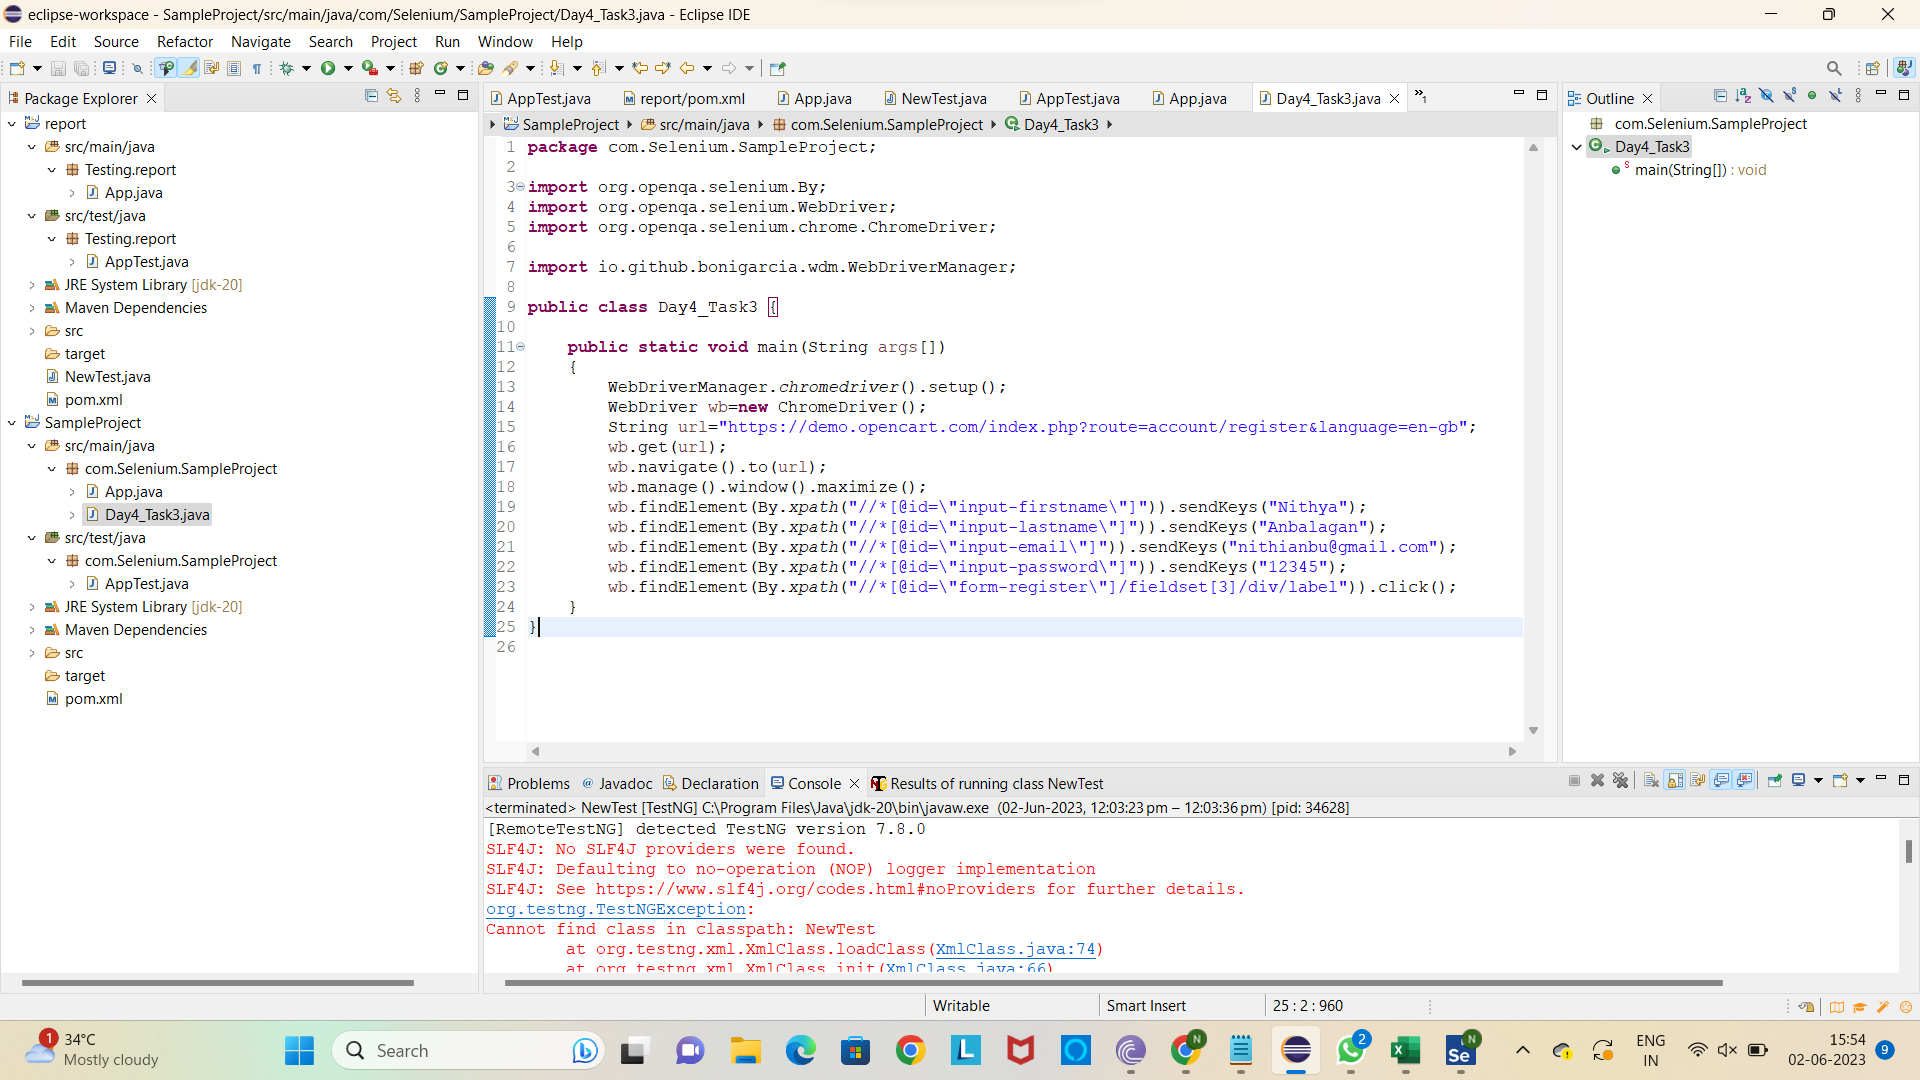 eclipse-workspace - SampleProject/src/main/java/com/Selenium/SampleProject/Day4_Task3.java - Eclipse IDE
File Edit Source Refactor Navigate Search Project Run Window Help
Package Explorer
report
src/main/java
Testing.report
App.java
src/test/java
Testing.report
AppTest.java
JRE System Library [jdk-20]
Maven Dependencies
src
target
NewTest.java
pom.xml
SampleProject
src/main/java
com.Selenium.SampleProject
App.java
Day4_Task3.java
src/test/java
com.Selenium.SampleProject
AppTest.java
JRE System Library [jdk-20]
Maven Dependencies
src
target
pom.xml
AppTest.java report/pom.xml App.java NewTest.java AppTest.java App.java Day4_Task3.java »1
SampleProject src/main/java com.Selenium.SampleProject Day4_Task3
1 package com.Selenium.SampleProject;
2
3 import org.openqa.selenium.By;
4 import org.openqa.selenium.WebDriver;
5 import org.openqa.selenium.chrome.ChromeDriver;
6
7 import io.github.bonigarcia.wdm.WebDriverManager;
8
9 public class Day4_Task3 {
10
11 public static void main(String args[])
12 {
13 WebDriverManager.chromedriver().setup();
14 WebDriver wb=new ChromeDriver();
15 String url="https://demo.opencart.com/index.php?route=account/register&language=en-gb";
16 wb.get(url);
17 wb.navigate().to(url);
18 wb.manage().window().maximize();
19 wb.findElement(By.xpath("//*[@id=\"input-firstname\"]")).sendKeys("Nithya");
20 wb.findElement(By.xpath("//*[@id=\"input-lastname\"]")).sendKeys("Anbalagan");
21 wb.findElement(By.xpath("//*[@id=\"input-email\"]")).sendKeys("nithianbu@gmail.com");
22 wb.findElement(By.xpath("//*[@id=\"input-password\"]")).sendKeys("12345");
23 wb.findElement(By.xpath("//*[@id=\"form-register\"]/fieldset[3]/div/label")).click();
24 }
25 }
26
Outline
com.Selenium.SampleProject
Day4_Task3
main(String[]) : void
Problems Javadoc Declaration Console Results of running class NewTest
<terminated> NewTest [TestNG] C:\Program Files\Java\jdk-20\bin\javaw.exe (02-Jun-2023, 12:03:23 pm – 12:03:36 pm) [pid: 34628]
[RemoteTestNG] detected TestNG version 7.8.0
SLF4J: No SLF4J providers were found.
SLF4J: Defaulting to no-operation (NOP) logger implementation
SLF4J: See https://www.slf4j.org/codes.html#noProviders for further details.
org.testng.TestNGException:
Cannot find class in classpath: NewTest
at org.testng.xml.XmlClass.loadClass(XmlClass.java:74)
at org.testng.xml.XmlClass.init(XmlClass.java:66)
Writable Smart Insert 25 : 2 : 960
1 34°C
Mostly cloudy
Search
L
N
2
Se N
ENG
IN
15:54
02-06-2023
9